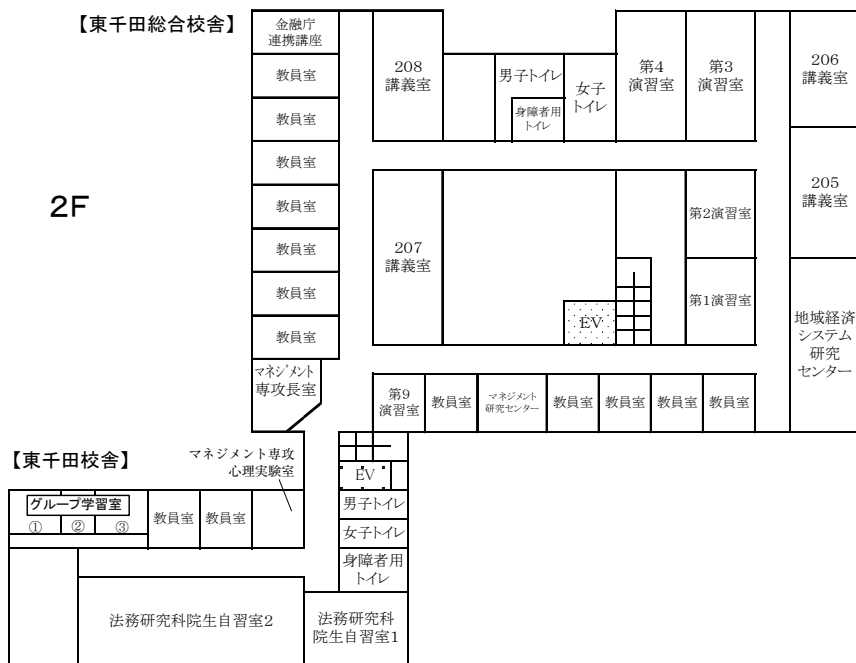 【東千田総合校舎】
金融庁
連携講座
教員室
教員室
教員室
教員室
教員室
教員室
教員室
マネジメント
専攻長室
208
講義室
男子トイレ
身障者用
トイレ
女子
トイレ
第4
演習室
第3
演習室
206
講義室
2F
207
講義室
EV
第2演習室
第1演習室
205
講義室
地域経済
システム
研究
センター
第9
演習室
教員室
マネジメント
研究センター
教員室
教員室
教員室
教員室
【東千田校舎】
マネジメント専攻
心理実験室
グループ学習室
①
②
③
教員室
教員室
EV
男子トイレ
女子トイレ
身障者用
トイレ
法務研究科院生自習室2
法務研究科
院生自習室1